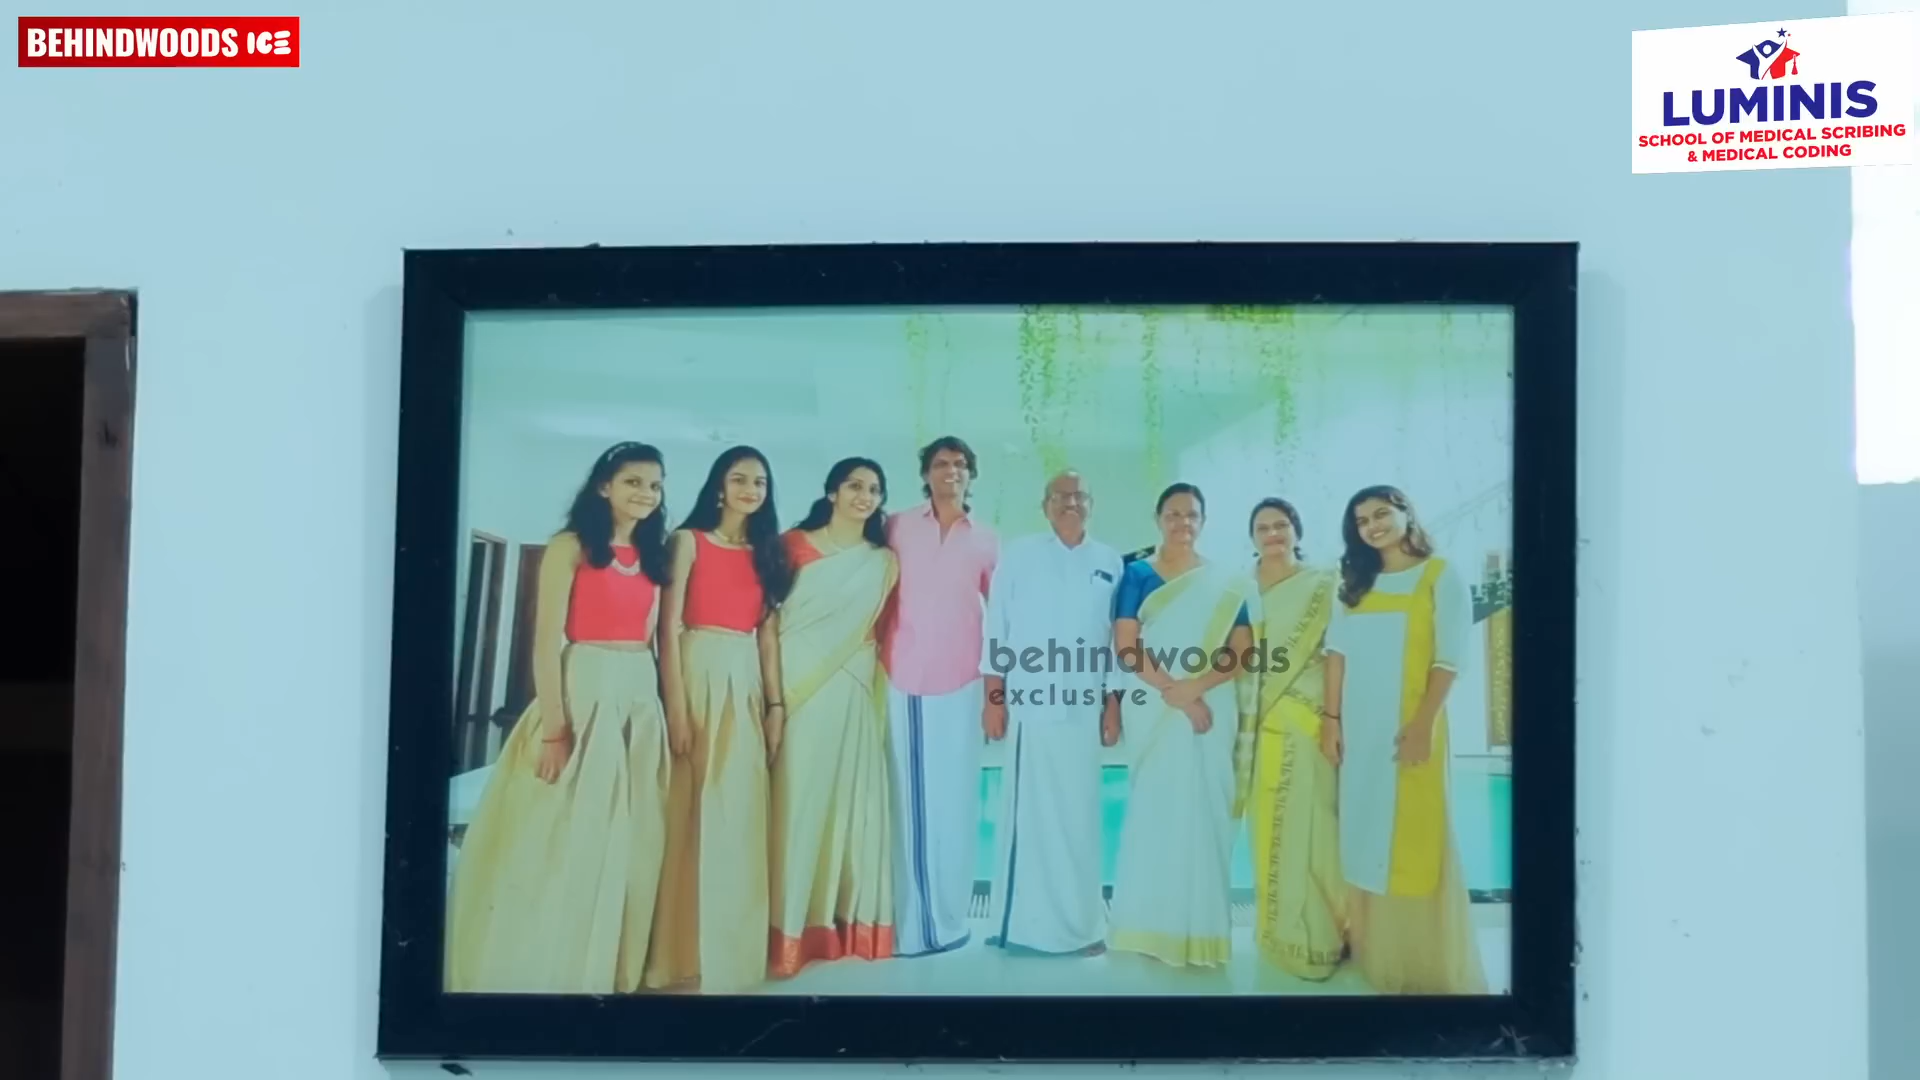 BEHINDWOODS ICE
LUMINIS
SCHOOL OF MEDICAL SCRIBING
& MEDICAL CODING
behindwoods
exclusive